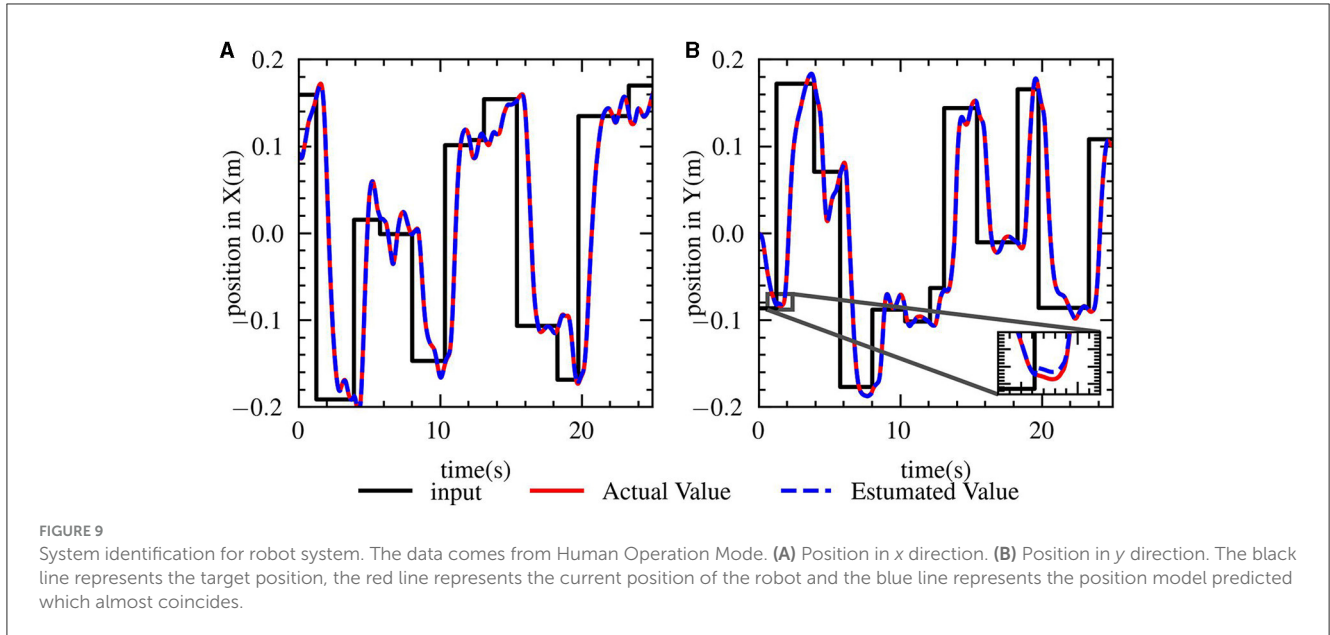 A
B
0.2
0.1
0.0
−0.1
−0.2
position in X(m)
0
10
20
time(s)
0.2
0.1
0.0
−0.1
−0.2
position in Y(m)
0
10
20
time(s)
input
Actual Value
Estumated Value
FIGURE 9
System identification for robot system. The data comes from Human Operation Mode. (A) Position in x direction. (B) Position in y direction. The black
line represents the target position, the red line represents the current position of the robot and the blue line represents the position model predicted
which almost coincides.